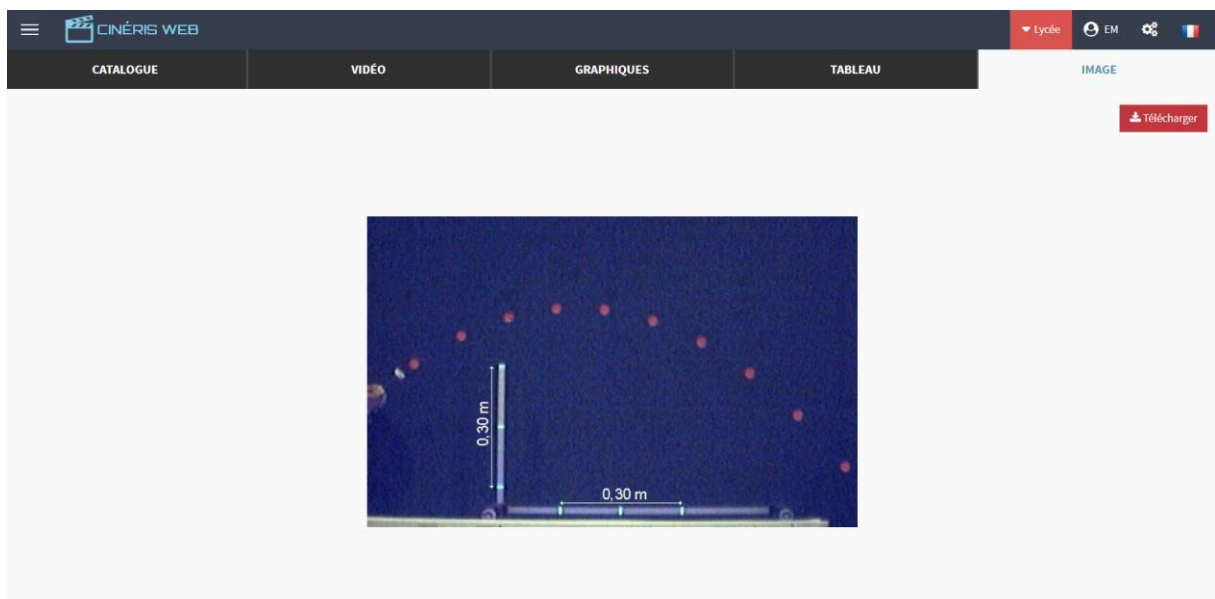 CINÉRIS WEB
Lycée
EM
CATALOGUE
VIDÉO
GRAPHIQUES
TABLEAU
IMAGE
Télécharger
0,30 m
0,30 m